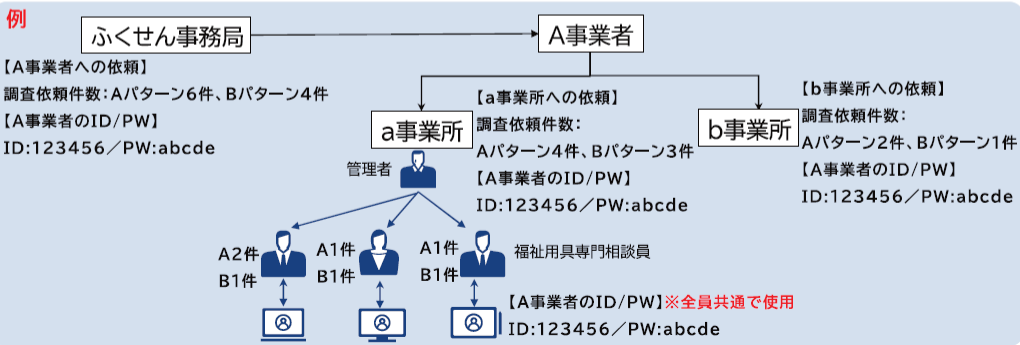 例
ふくせん事務局
A事業者
【A事業者への依頼】
調査依頼件数:Aパターン6件、Bパターン4件
【A事業者のID/PW】
ID:123456／PW:abcde
a事業所
【a事業所への依頼】
調査依頼件数:
Aパターン4件、Bパターン3件
【A事業者のID/PW】
ID:123456／PW:abcde
b事業所
【b事業所への依頼】
調査依頼件数:
Aパターン2件、Bパターン1件
【A事業者のID/PW】
ID:123456／PW:abcde
管理者
A2件
B1件
A1件
B1件
A1件
B1件
福祉用具専門相談員
【A事業者のID/PW】※全員共通で使用
ID:123456／PW:abcde